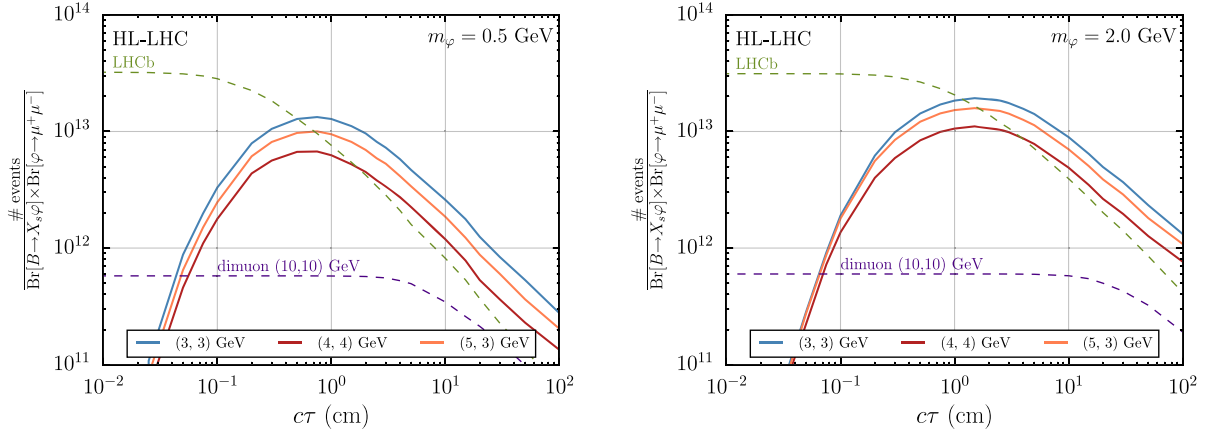 10^14
HL-LHC
m_φ = 0.5 GeV
LHCb
10^13
# events
Br[B→X_sφ]×Br[φ→μ^+μ^−]
10^12
dimuon (10,10) GeV
(3, 3) GeV
(4, 4) GeV
(5, 3) GeV
10^11
10^−2
10^−1
10^0
10^1
10^2
cτ (cm)
10^14
HL-LHC
m_φ = 2.0 GeV
LHCb
10^13
# events
Br[B→X_sφ]×Br[φ→μ^+μ^−]
10^12
dimuon (10,10) GeV
(3, 3) GeV
(4, 4) GeV
(5, 3) GeV
10^11
10^−2
10^−1
10^0
10^1
10^2
cτ (cm)